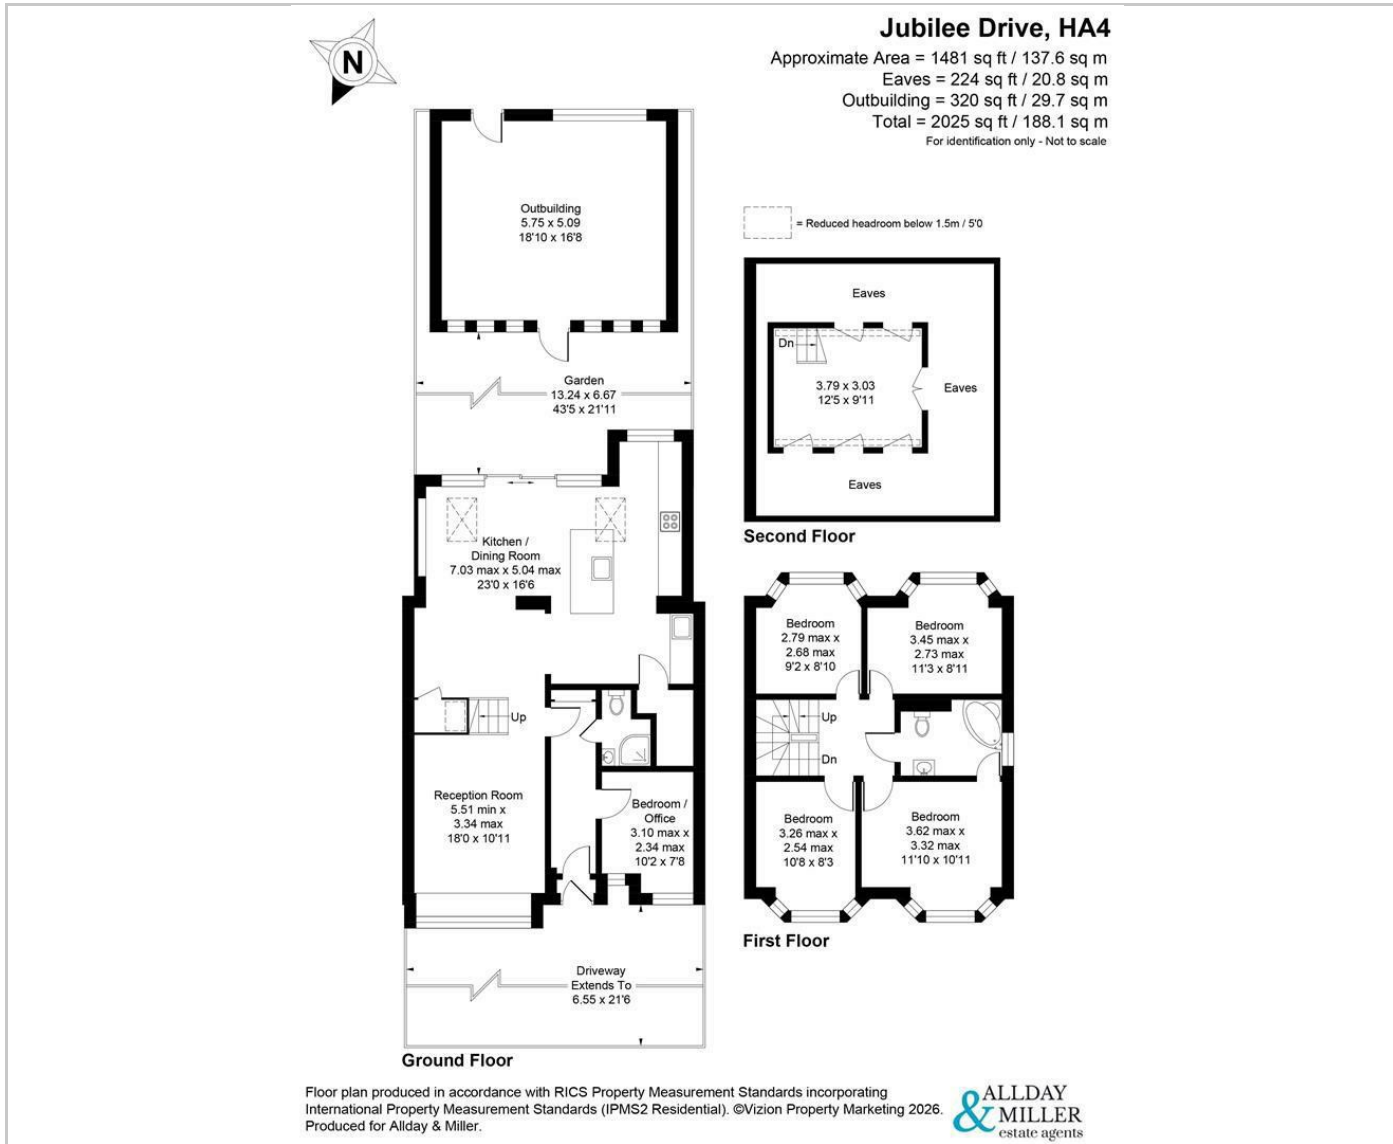 Jubilee Drive, HA4
Approximate Area = 1481 sq ft / 137.6 sq m
Eaves = 224 sq ft / 20.8 sq m
Outbuilding = 320 sq ft / 29.7 sq m
Total = 2025 sq ft / 188.1 sq m
For identification only - Not to scale
N
= Reduced headroom below 1.5m / 5'0
Outbuilding
5.75 x 5.09
18'10 x 16'8
Garden
13.24 x 6.67
43'5 x 21'11
Kitchen /
Dining Room
7.03 max x 5.04 max
23'0 x 16'6
Up
Reception Room
5.51 min x
3.34 max
18'0 x 10'11
Bedroom /
Office
3.10 max x
2.34 max
10'2 x 7'8
Driveway
Extends To
6.55 x 21'6
Ground Floor
Eaves
Dn
3.79 x 3.03
12'5 x 9'11
Eaves
Eaves
Second Floor
Bedroom
2.79 max x
2.68 max
9'2 x 8'10
Bedroom
3.45 max x
2.73 max
11'3 x 8'11
Up
Dn
Bedroom
3.26 max x
2.54 max
10'8 x 8'3
Bedroom
3.62 max x
3.32 max
11'10 x 10'11
First Floor
Floor plan produced in accordance with RICS Property Measurement Standards incorporating
International Property Measurement Standards (IPMS2 Residential). ©Vizion Property Marketing 2026.
Produced for Allday & Miller.
ALLDAY
& MILLER
estate agents